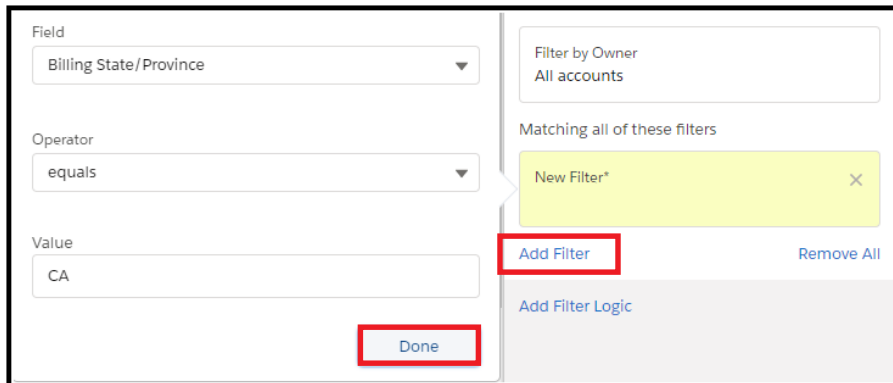 Field
Billing State/Province
Operator
equals
Value
CA
Done
Filter by Owner
All accounts
Matching all of these filters
New Filter*
Add Filter
Remove All
Add Filter Logic